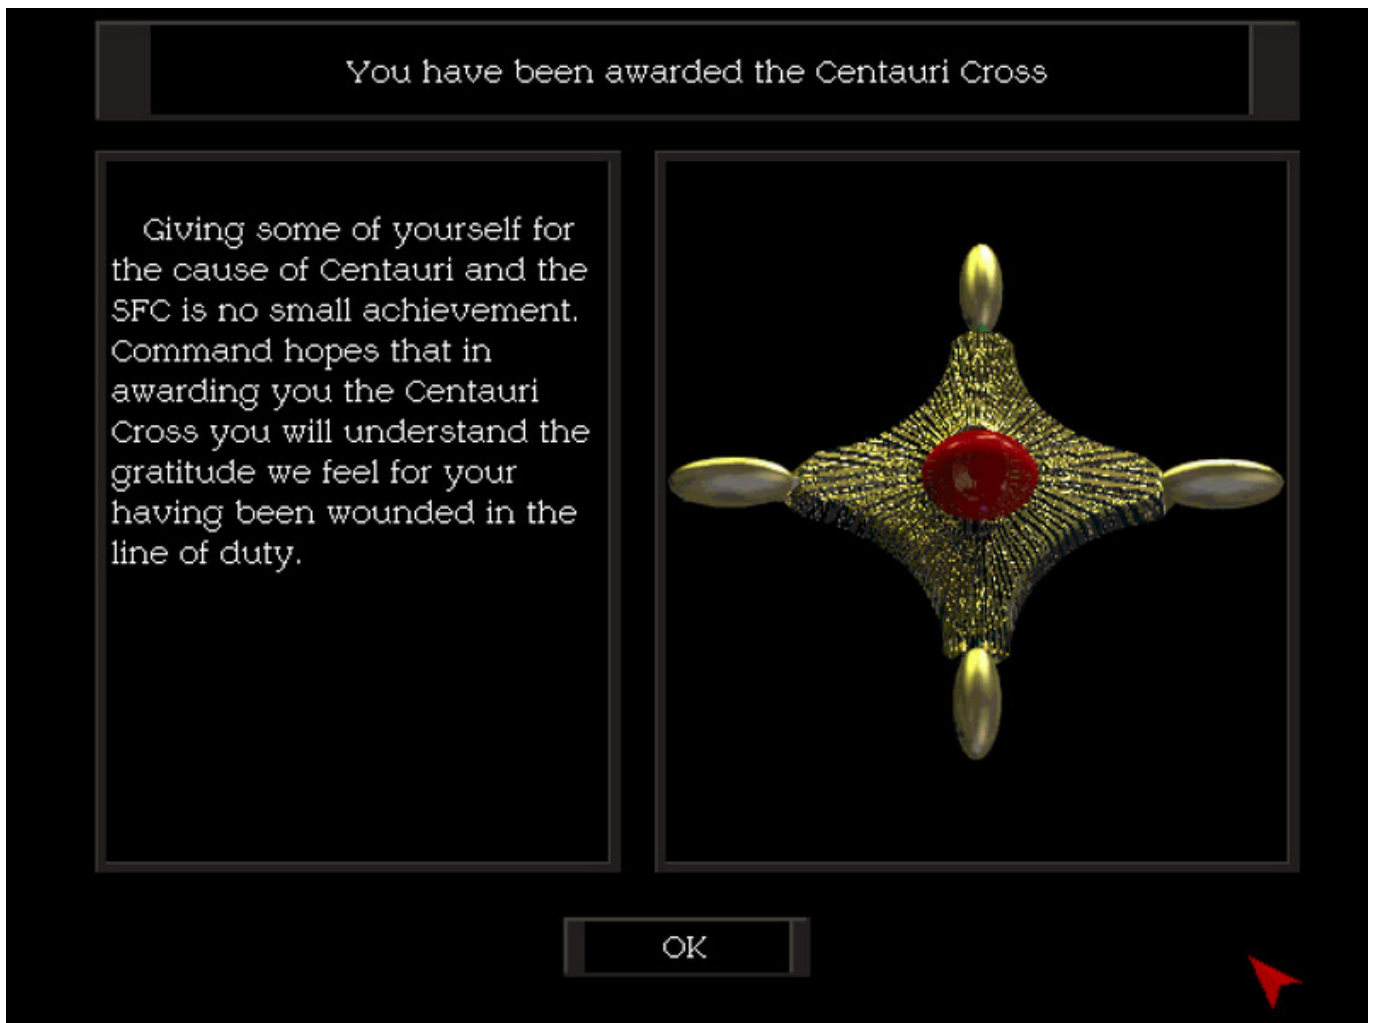 You have been awarded the Centauri Cross
Giving some of yourself for
the cause of Centauri and the
SFC is no small achievement.
Command hopes that in
awarding you the Centauri
Cross you will understand the
gratitude we feel for your
having been wounded in the
line of duty.
OK